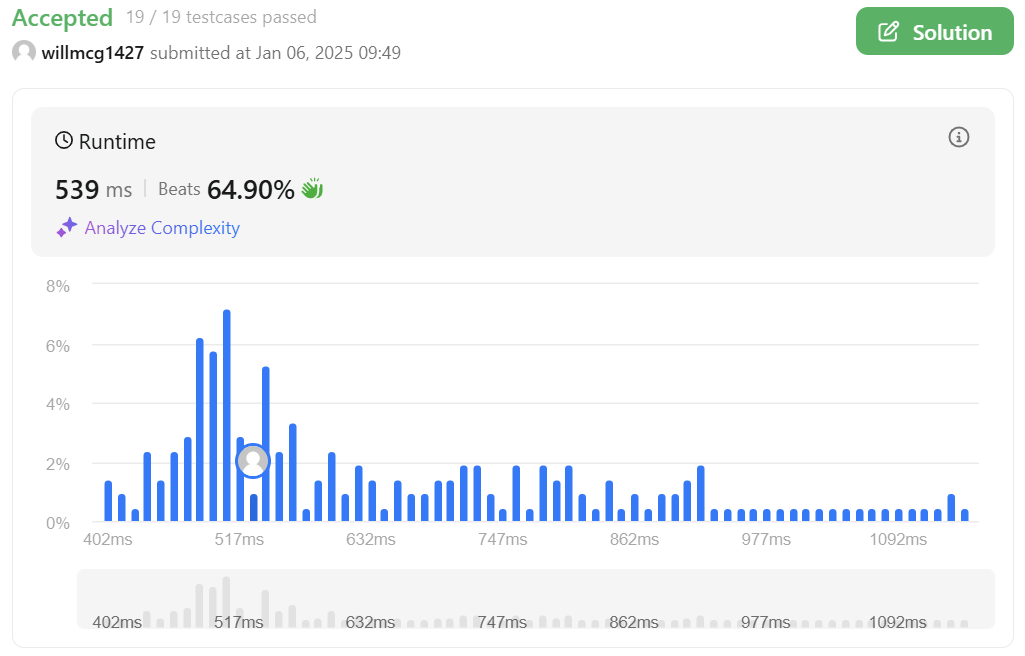 Accepted 19 / 19 testcases passed
willmcg1427 submitted at Jan 06, 2025 09:49
Solution
Runtime
539 ms Beats 64.90%
Analyze Complexity
8%
6%
4%
2%
0%
402ms 517ms 632ms 747ms 862ms 977ms 1092ms
402ms 517ms 632ms 747ms 862ms 977ms 1092ms